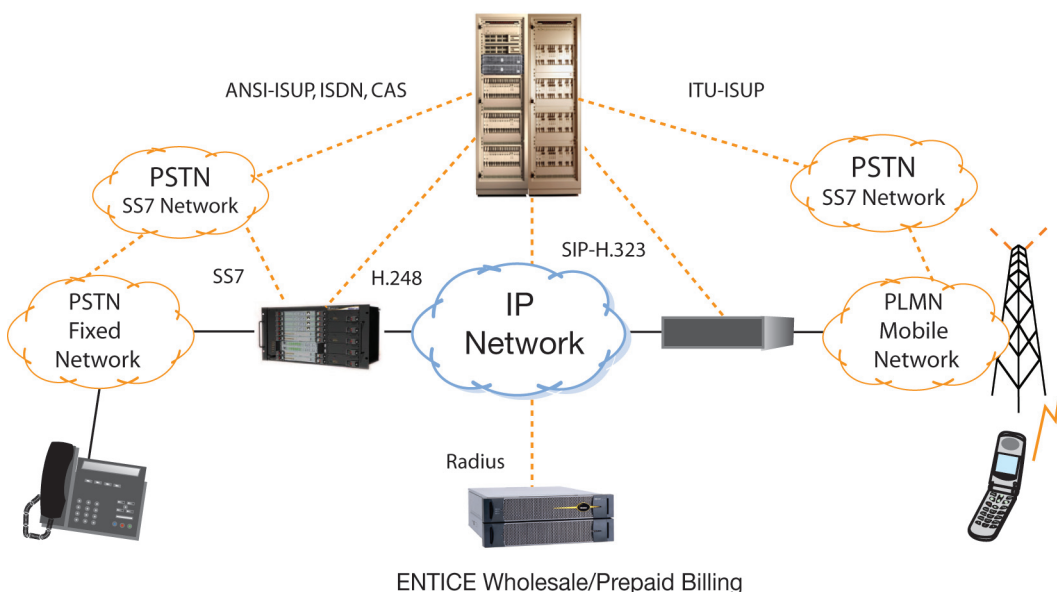 ANSI-ISUP, ISDN, CAS
ITU-ISUP
PSTN
SS7 Network
PSTN
SS7 Network
SS7
H.248
SIP-H.323
PSTN
Fixed
Network
IP
Network
PLMN
Mobile
Network
Radius
ENTICE Wholesale/Prepaid Billing